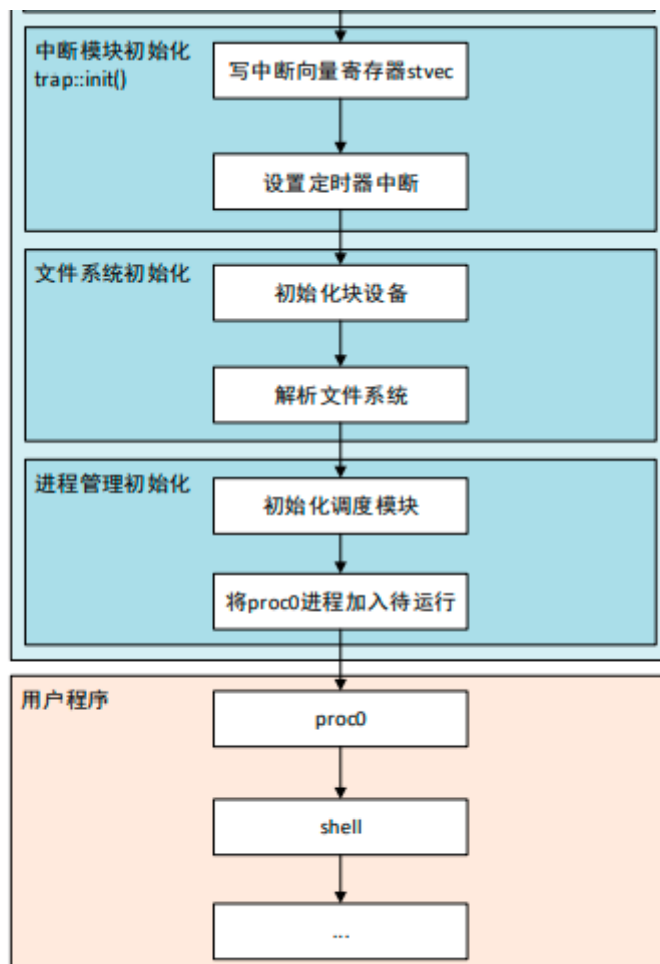 中断模块初始化
trap::init()
写中断向量寄存器stvec
设置定时器中断
文件系统初始化
初始化块设备
解析文件系统
进程管理初始化
初始化调度模块
将proc0进程加入待运行
用户程序
proc0
shell
...